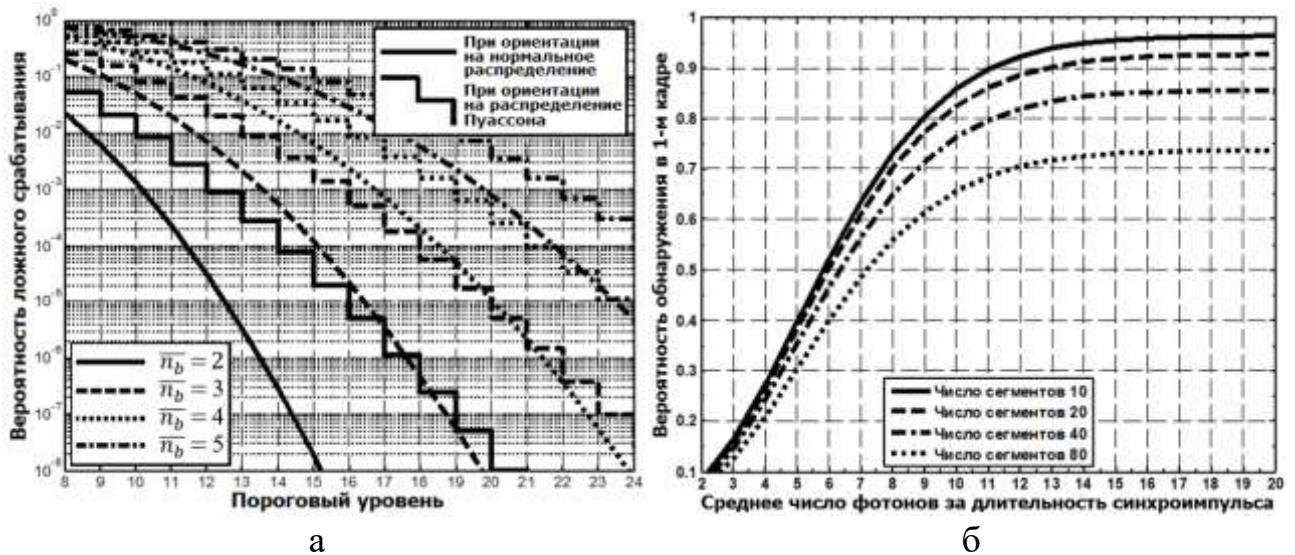 Вероятность ложного срабатывания
10⁰
10⁻¹
10⁻²
10⁻³
10⁻⁴
10⁻⁵
10⁻⁶
10⁻⁷
10⁻⁸
При ориентации
на нормальное
распределение
При ориентации
на распределение
Пуассона
n̅_b = 2
n̅_b = 3
n̅_b = 4
n̅_b = 5
8 9 10 11 12 13 14 15 16 17 18 19 20 21 22 23 24
Пороговый уровень
а
Вероятность обнаружения в 1-м кадре
1
0.9
0.8
0.7
0.6
0.5
0.4
0.3
0.2
0.1
Число сегментов 10
Число сегментов 20
Число сегментов 40
Число сегментов 80
2 3 4 5 6 7 8 9 10 11 12 13 14 15 16 17 18 19 20
Среднее число фотонов за длительность синхроимпульса
б